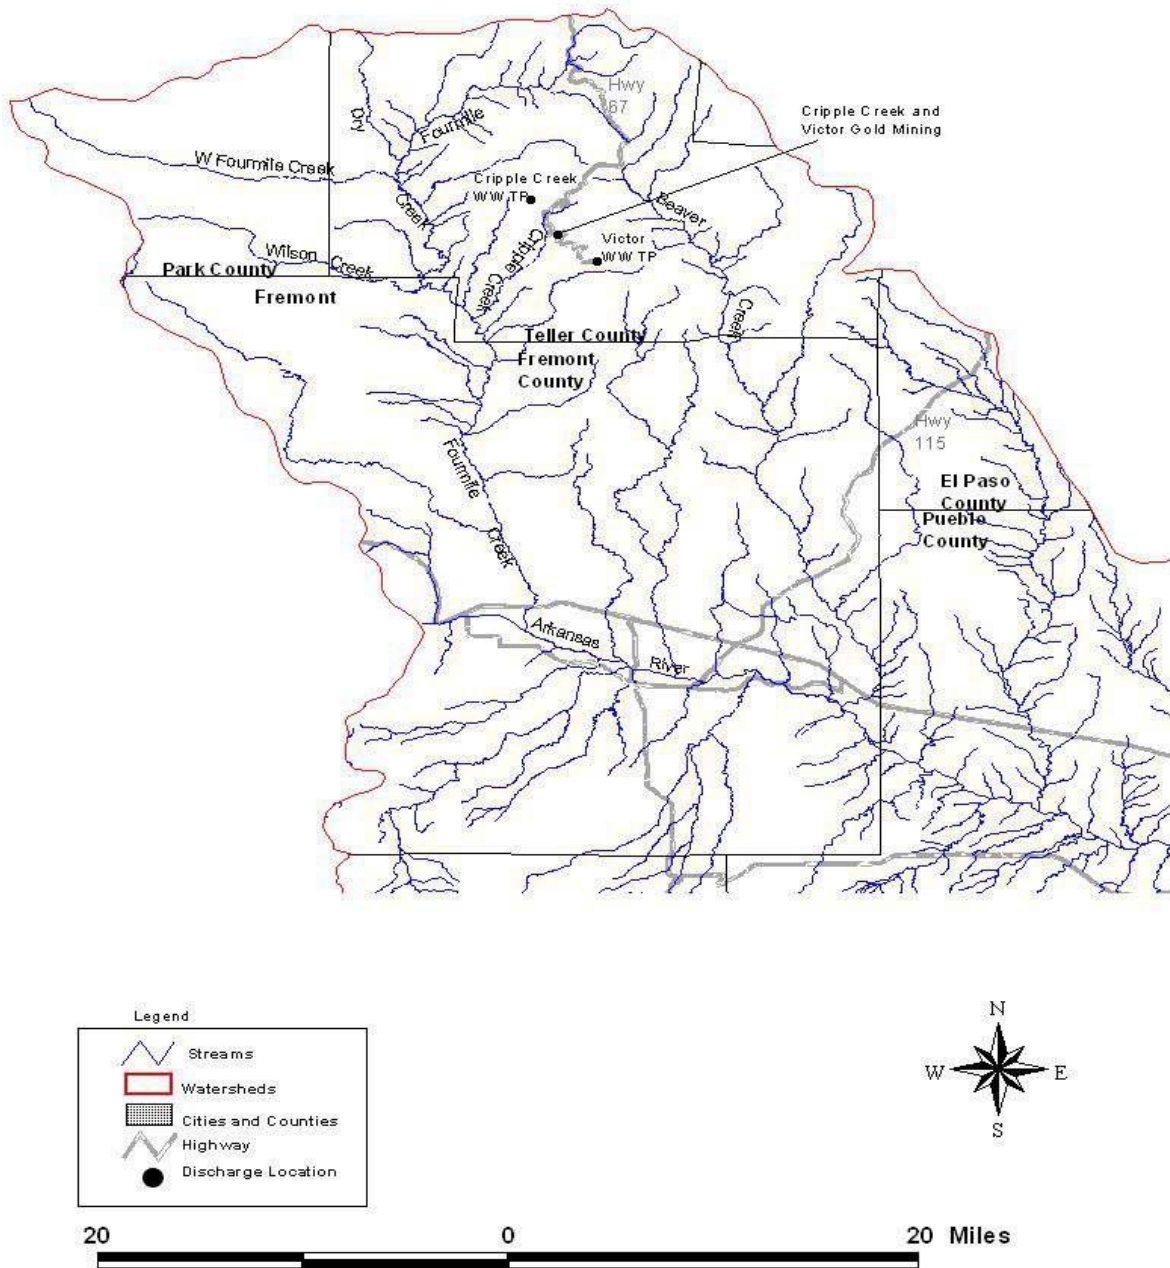 Hwy
67
Cripple Creek and
Victor Gold Mining
Dry
Fourmile
W Fourmile Creek
Cripple Creek
WWTP
Creek
Beaver
Cripple
Creek
Victor
WWTP
Wilson Creek
Park County
Fremont
Creek
Teller County
Fremont
County
Hwy
115
Fourmile
Creek
El Paso
County
Pueblo
County
Arkansas
River
Legend
Streams
Watersheds
Cities and Counties
Highway
Discharge Location
N
W
E
S
20
0
20 Miles